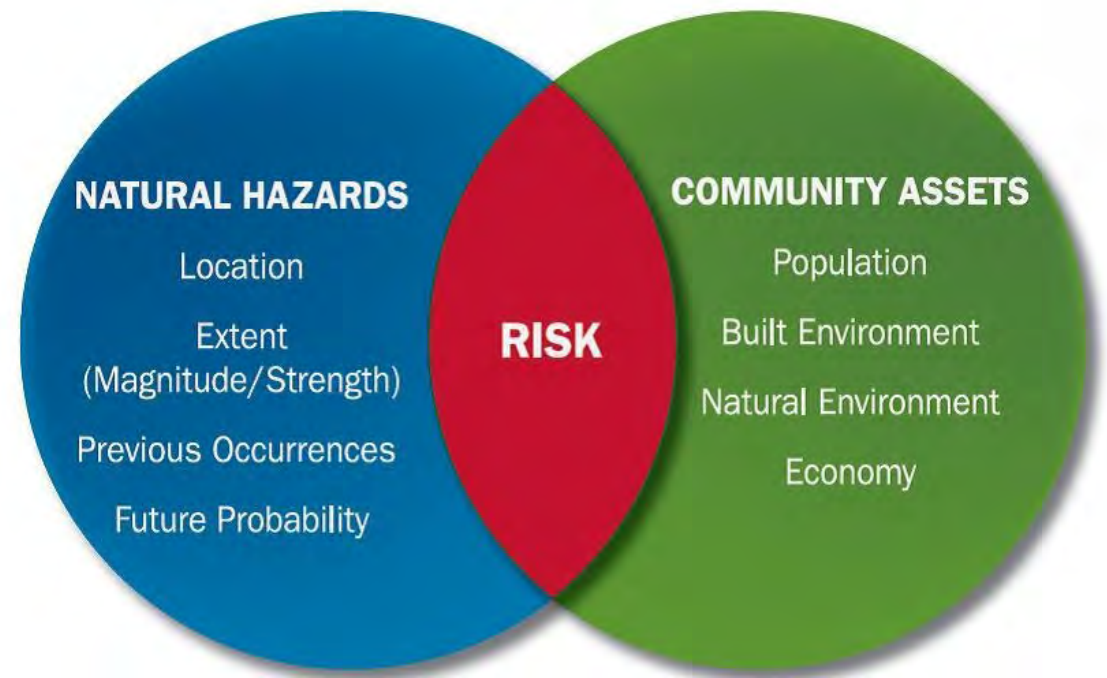 NATURAL HAZARDS
Location
Extent
(Magnitude/Strength)
Previous Occurrences
Future Probability
RISK
COMMUNITY ASSETS
Population
Built Environment
Natural Environment
Economy